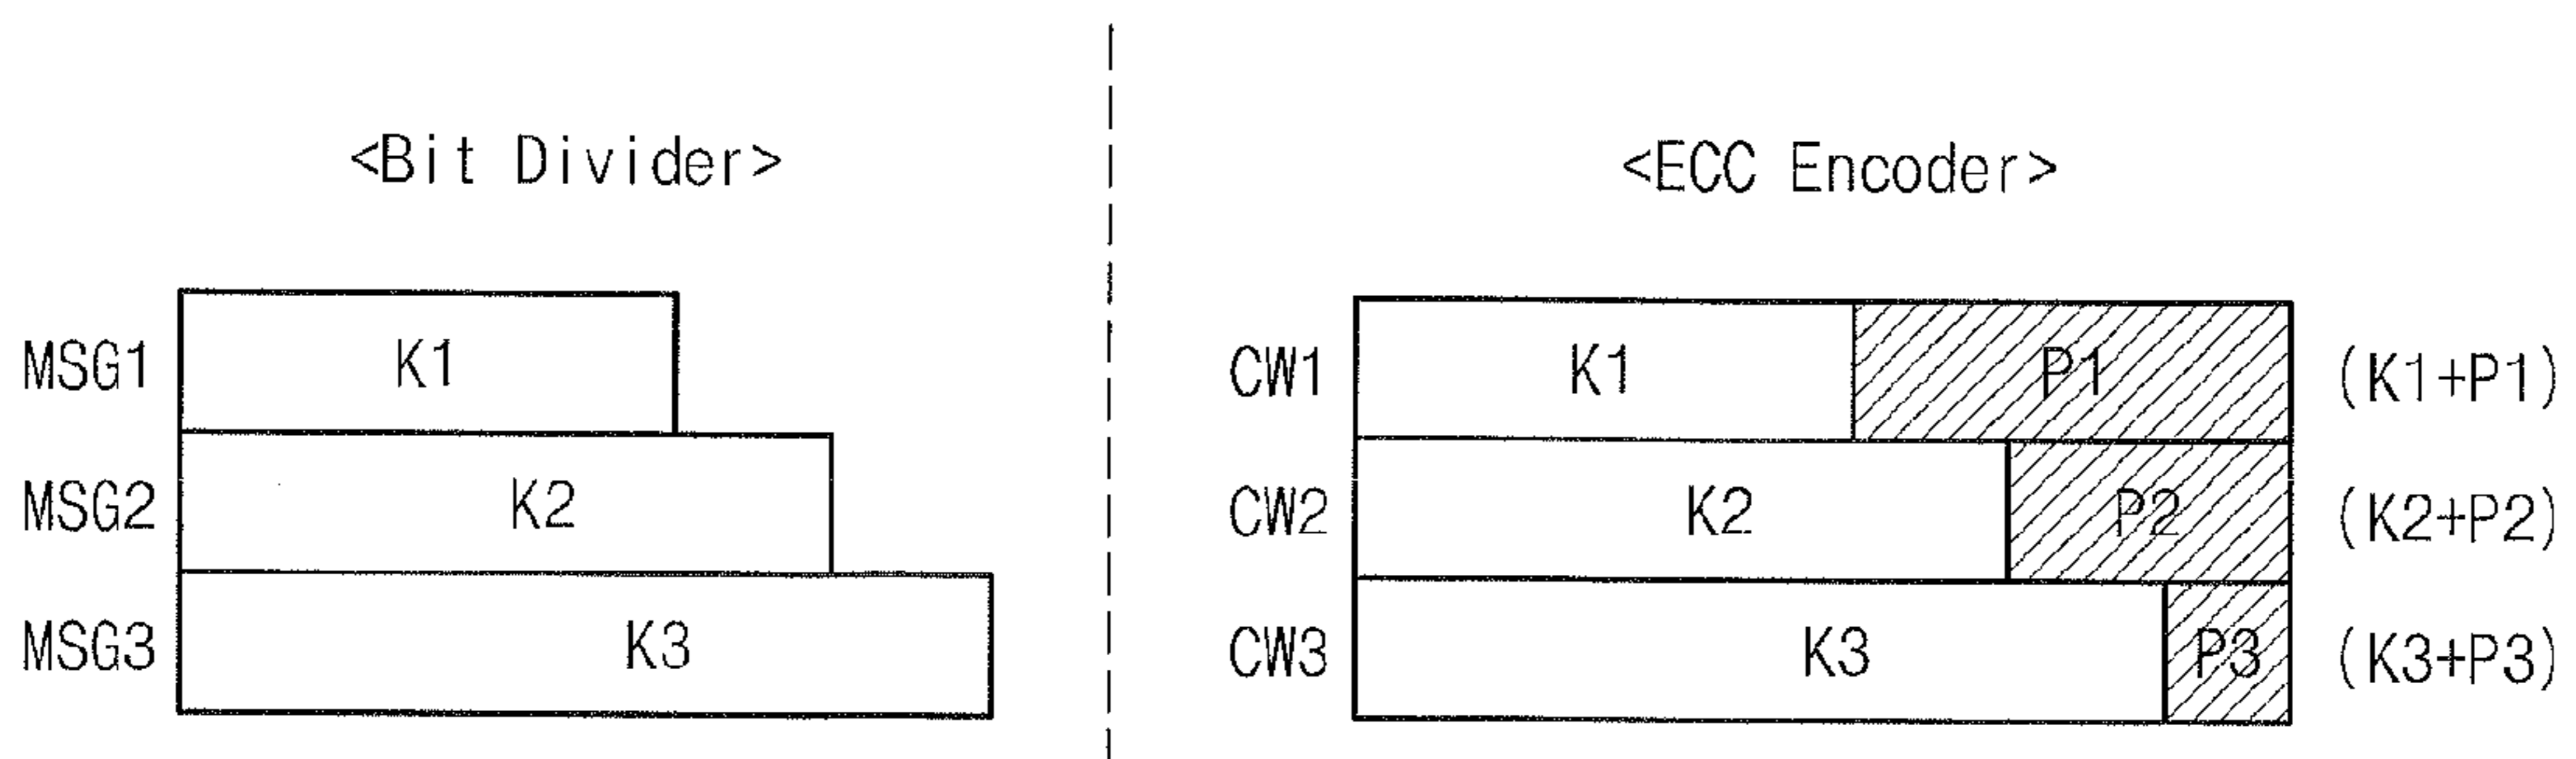 <Bit Divider>
MSG1 K1
MSG2 K2
MSG3 K3
<ECC Encoder>
CW1 K1 P1 (K1+P1)
CW2 K2 P2 (K2+P2)
CW3 K3 P3 (K3+P3)